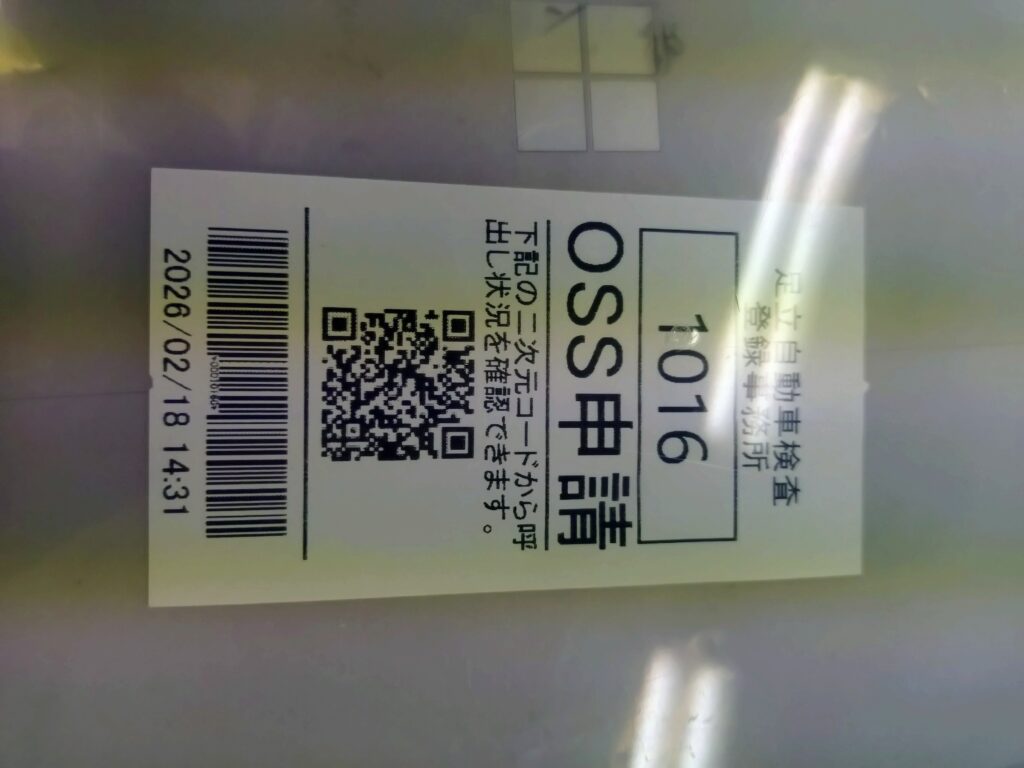 足立自動車検査
登録事務所
1016
OSS申請
下記の二次元コードから呼
出し状況を確認できます。
2026/02/18 14:31